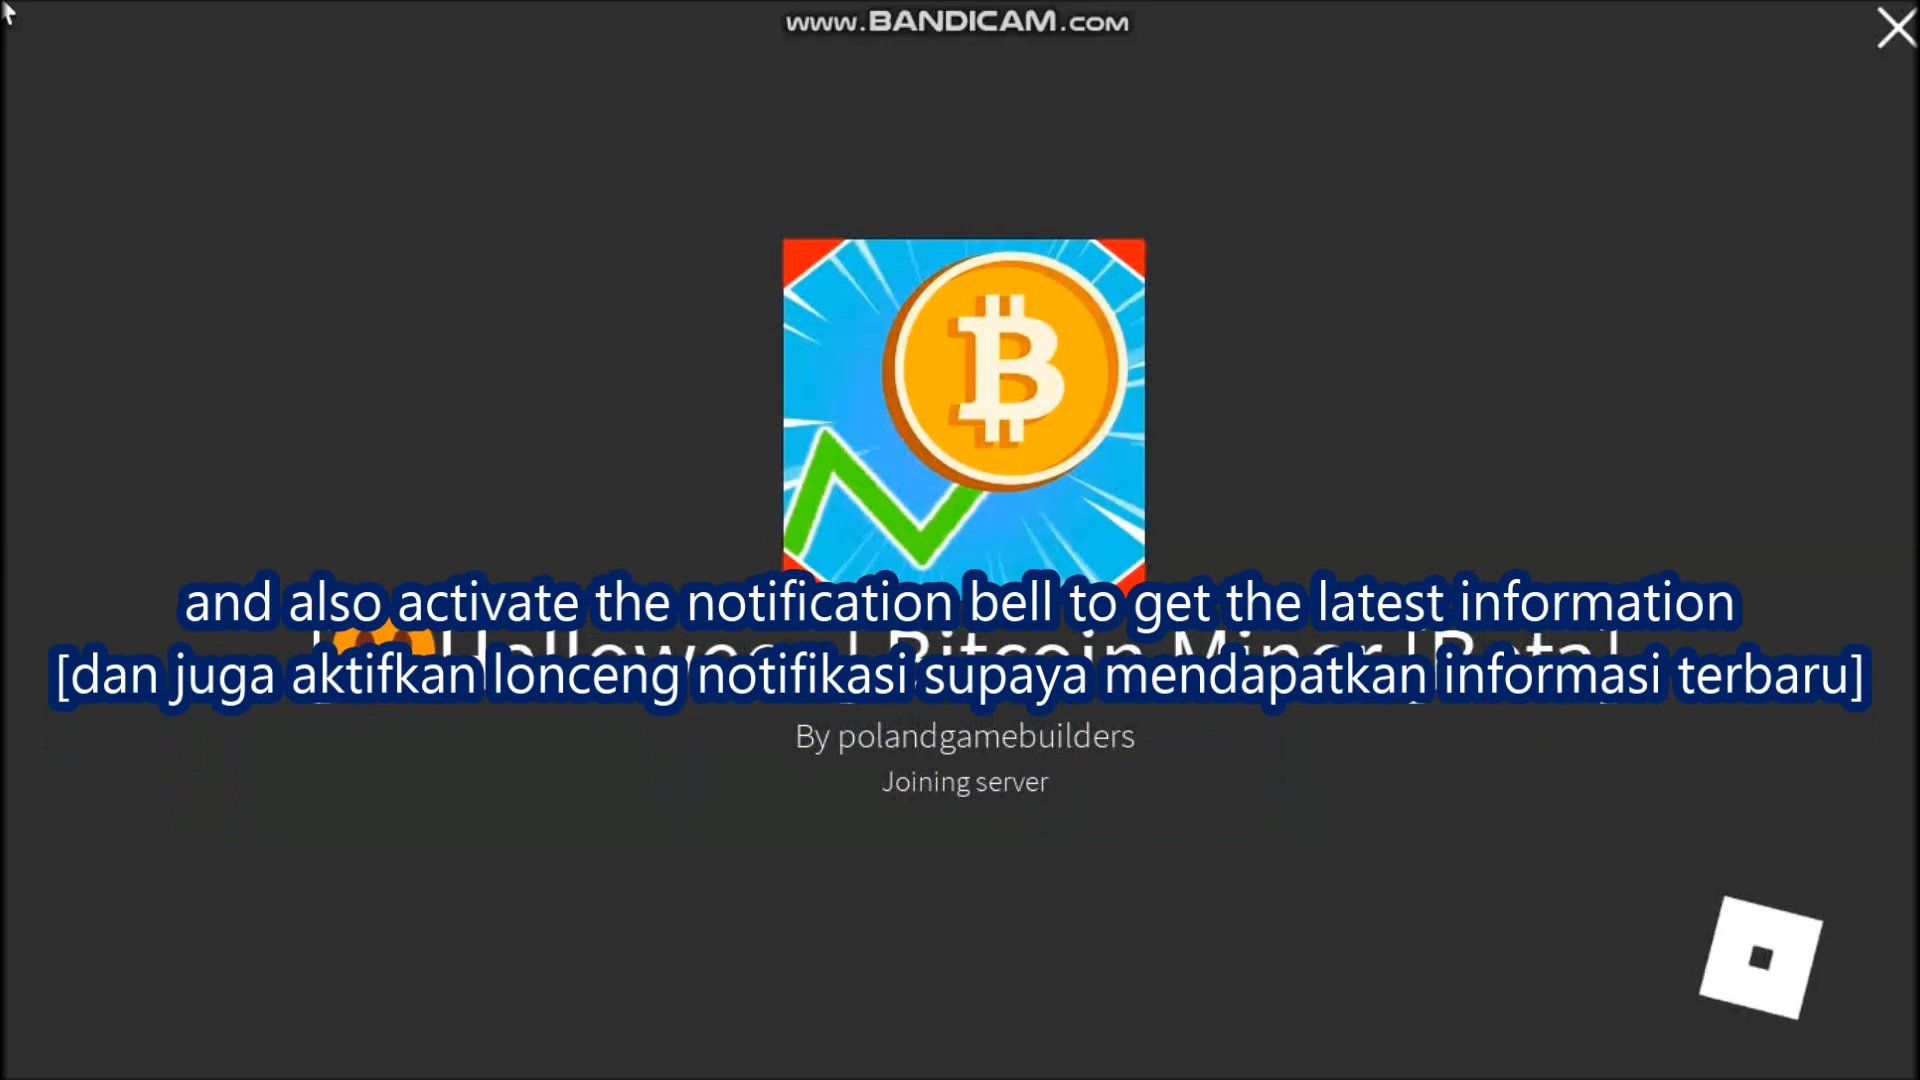 www.BANDICAM.com
and also activate the notification bell to get the latest information
[dan juga aktifkan lonceng notifikasi supaya mendapatkan informasi terbaru]
By polandgamebuilders
Joining server